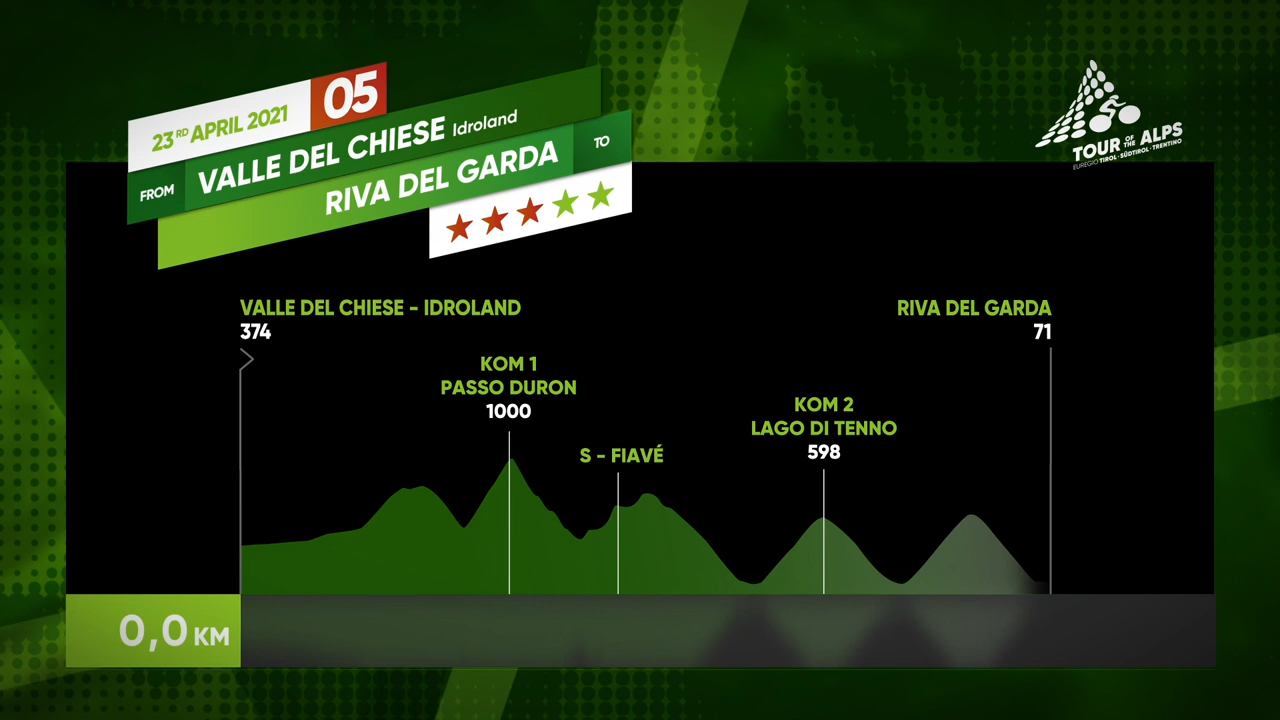 23RD APRIL 2021
05
FROM VALLE DEL CHIESE Idroland
RIVA DEL GARDA TO
TOUR OF THE ALPS
EUREGIO TIROL · SÜDTIROL · TRENTINO
VALLE DEL CHIESE - IDROLAND
374
RIVA DEL GARDA
71
KOM 1
PASSO DURON
1000
S - FIAVÉ
KOM 2
LAGO DI TENNO
598
0,0 KM